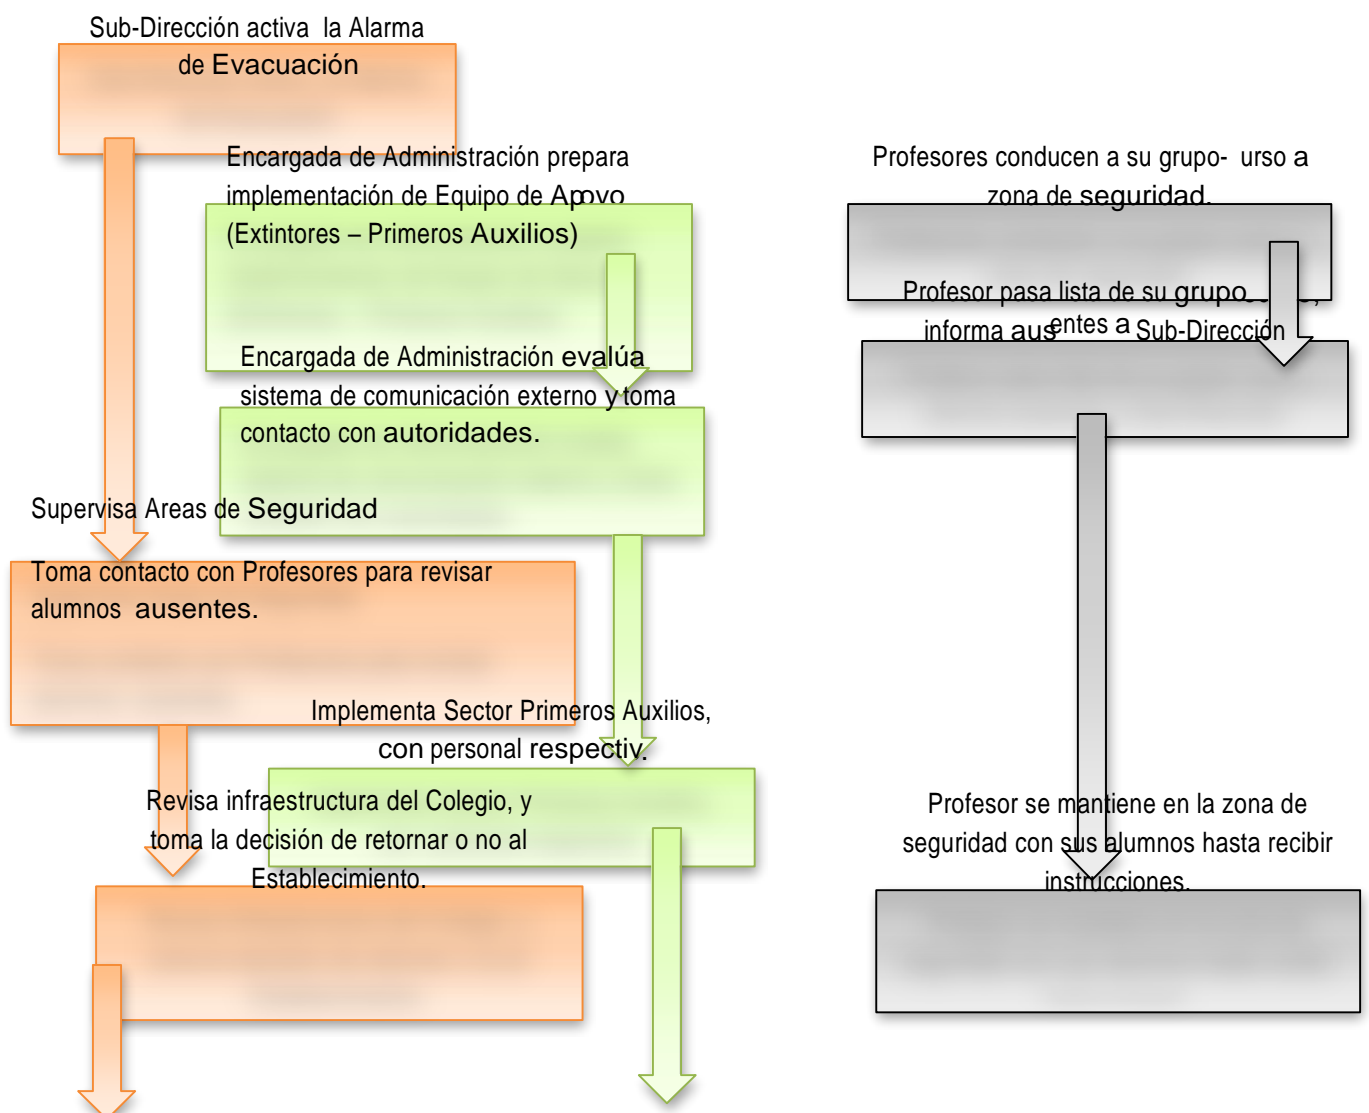 Sub-Dirección activa la Alarma
de Evacuación
Encargada de Administración prepara
implementación de Equipo de Apoyo
(Extintores – Primeros Auxilios)
Profesores conducen a su grupo- urso a
zona de seguridad.
Profesor pasa lista de su grupo
informa ausentes a Sub-Dirección
Encargada de Administración evalúa
sistema de comunicación externo y toma
contacto con autoridades.
Supervisa Areas de Seguridad
Toma contacto con Profesores para revisar
alumnos ausentes.
Implementa Sector Primeros Auxilios,
con personal respectiv.
Revisa infraestructura del Colegio, y
toma la decisión de retornar o no al
Establecimiento.
Profesor se mantiene en la zona de
seguridad con sus alumnos hasta recibir
instrucciones.